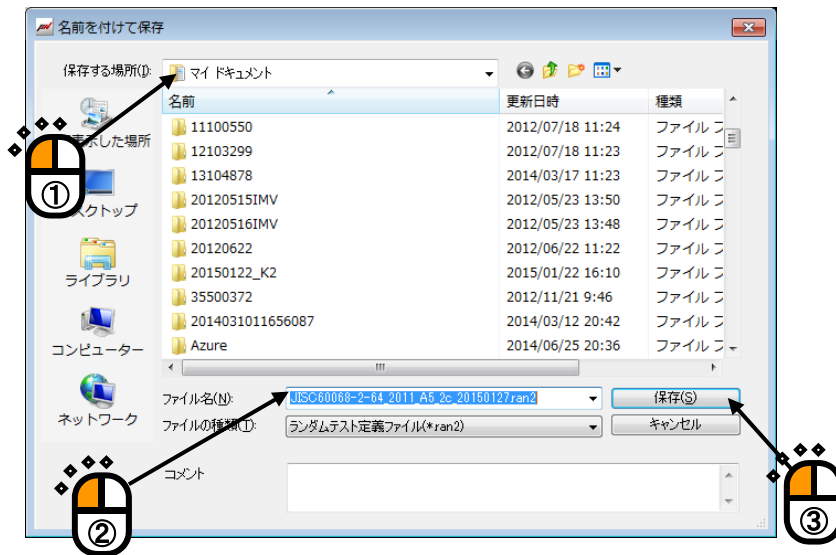 名前を付けて保存
保存する場所(I): マイ ドキュメント
名前 更新日時 種類
11100550 2012/07/18 11:24 ファイル フ
12103299 2012/07/18 11:23 ファイル フ
13104878 2014/03/17 11:23 ファイル フ
20120515IMV 2012/05/23 13:50 ファイル フ
20120516IMV 2012/05/23 13:48 ファイル フ
20120622 2012/06/22 11:22 ファイル フ
20150122_K2 2015/01/22 16:10 ファイル フ
35500372 2012/11/21 9:46 ファイル フ
2014031011656087 2014/03/12 20:42 ファイル フ
Azure 2014/06/25 20:36 ファイル フ
表示した場所
①
スクトップ
ライブラリ
コンピューター
ネットワーク
ファイル名(N): JISC60068-2-64_2011_A5_2c_20150127.ran2 保存(S)
ファイルの種類(T): ランダムテスト定義ファイル(*.ran2) キャンセル
コメント
②
③